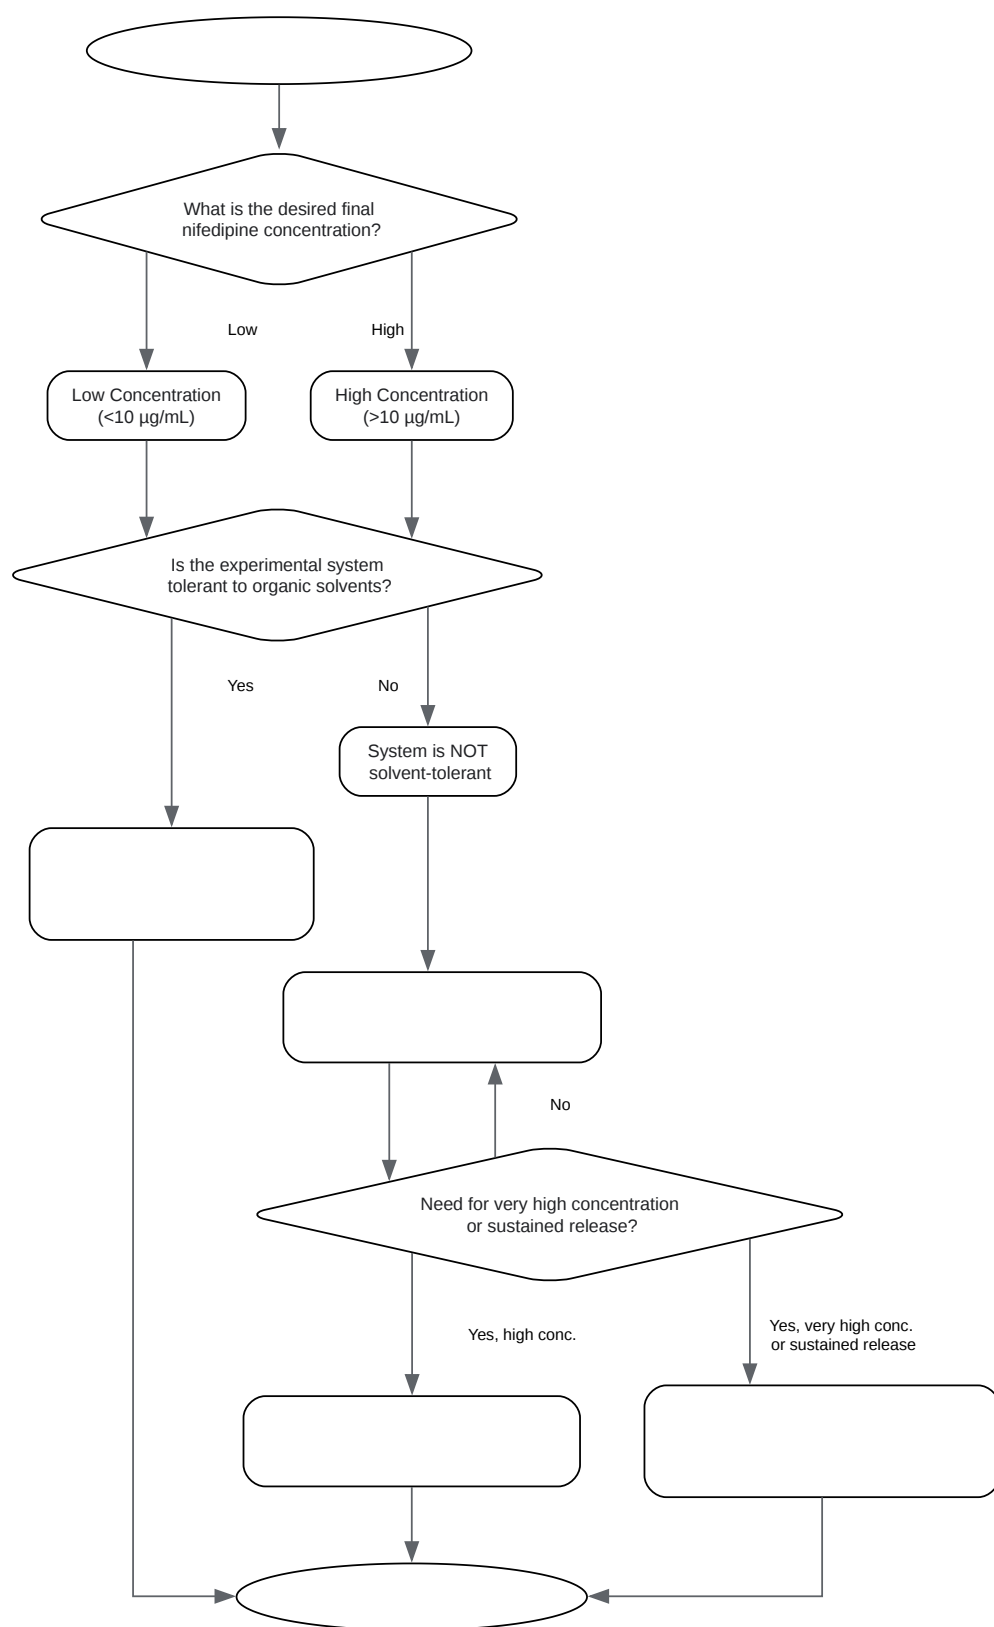 What is the desired final
nifedipine concentration?
Low
High
Low Concentration
(<10 µg/mL)
High Concentration
(>10 µg/mL)
Is the experimental system
tolerant to organic solvents?
Yes
No
System is NOT
solvent-tolerant
No
Need for very high concentration
or sustained release?
Yes, high conc.
Yes, very high conc.
or sustained release